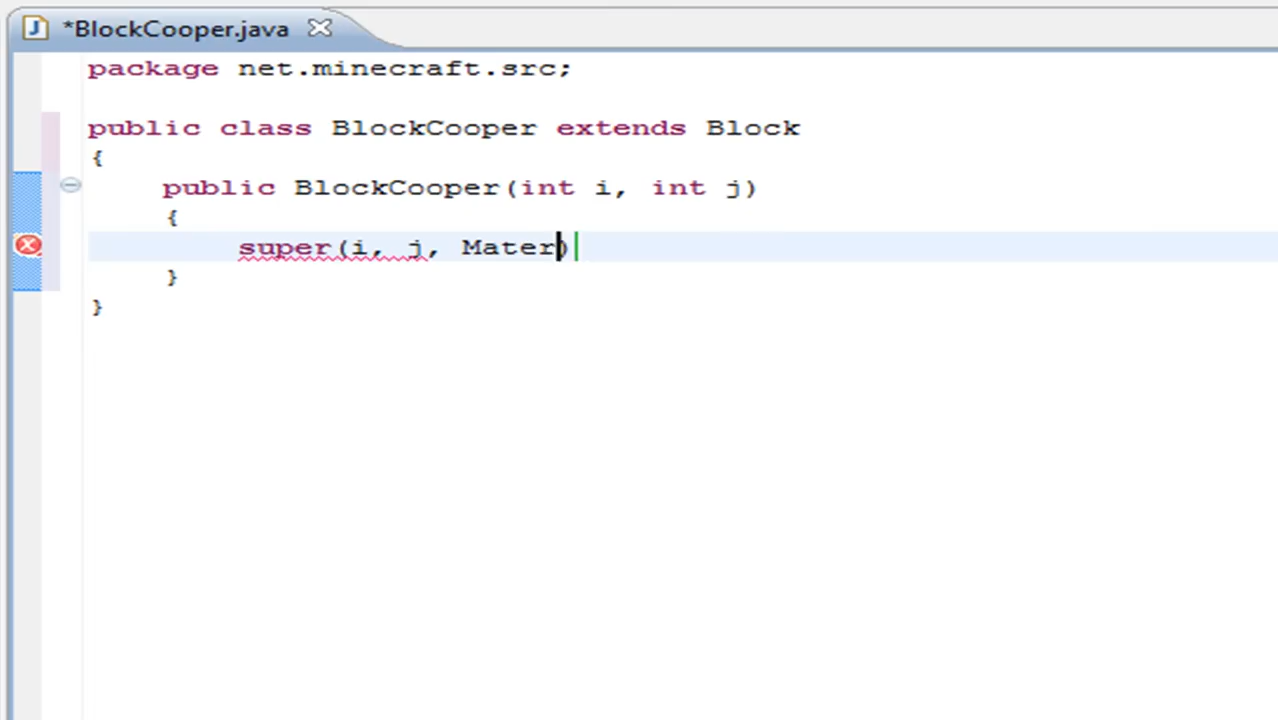 *BlockCooper.java
package net.minecraft.src;
public class BlockCooper extends Block
{
public BlockCooper(int i, int j)
{
super(i, j, Mater)
}
}